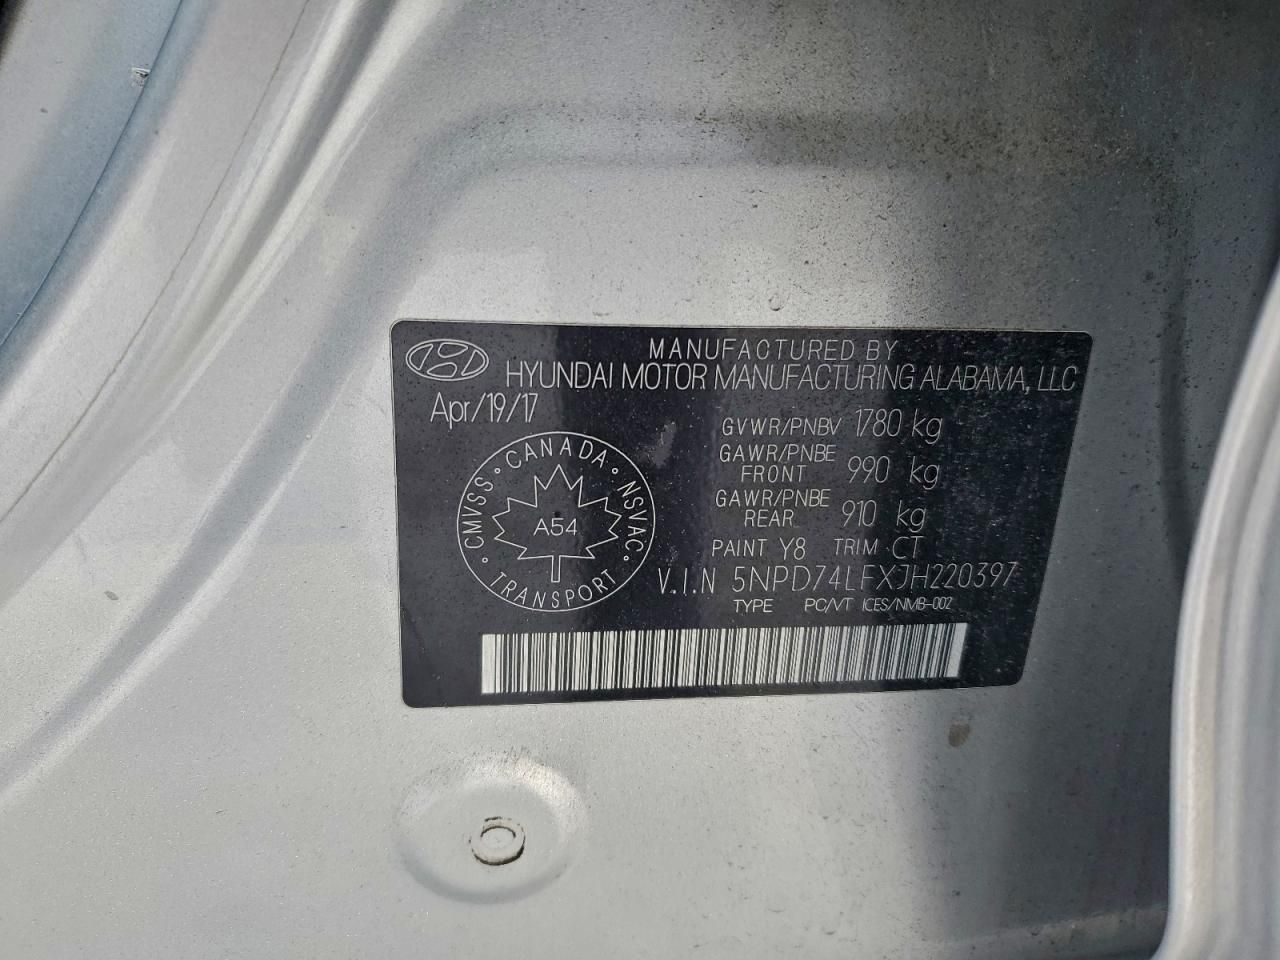 MANUFACTURED BY
HYUNDAI MOTOR MANUFACTURING ALABAMA, LLC
Apr/19/17
GVWR/PNBV 1780 kg
GAWR/PNBE
FRONT 990 kg
GAWR/PNBE
REAR 910 kg
CMVSS · CANADA · NSVAC
A54
TRANSPORT
PAINT Y8 TRIM CT
V.I.N 5NPD74LFXJH220397
TYPE PC/VT ICES/NMB-002